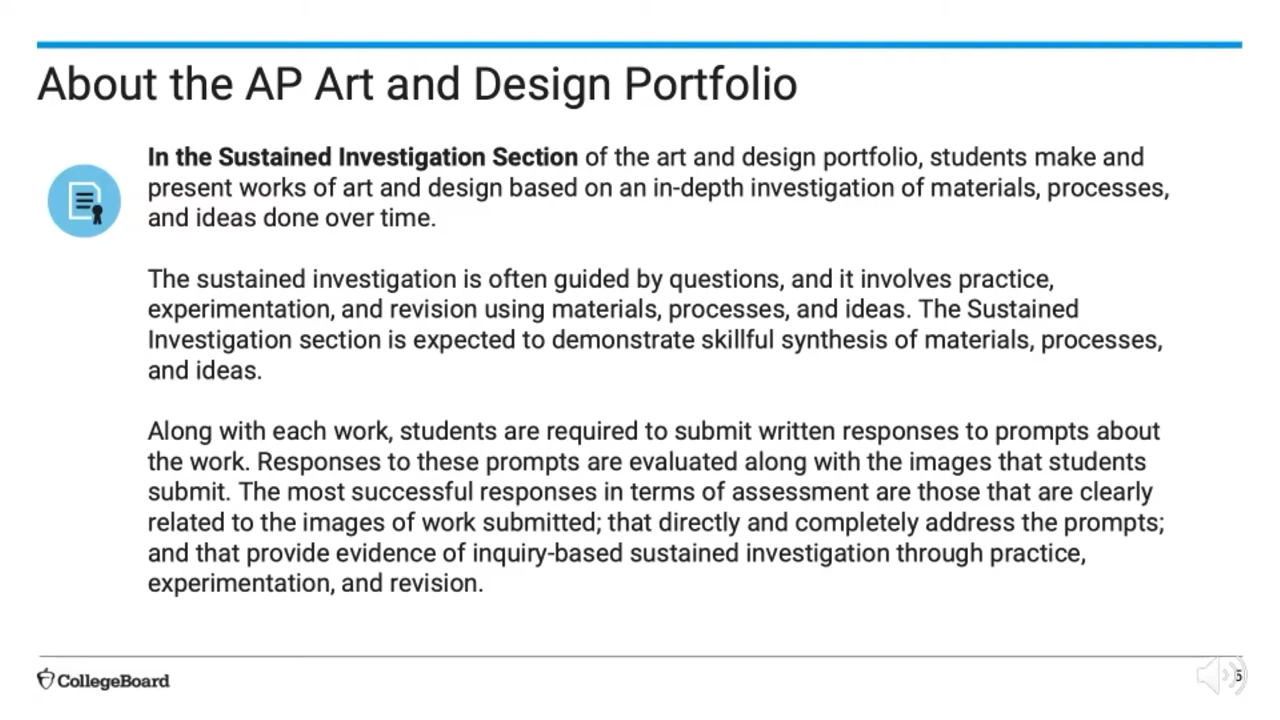 About the AP Art and Design Portfolio
In the Sustained Investigation Section of the art and design portfolio, students make and
present works of art and design based on an in-depth investigation of materials, processes,
and ideas done over time.
The sustained investigation is often guided by questions, and it involves practice,
experimentation, and revision using materials, processes, and ideas. The Sustained
Investigation section is expected to demonstrate skillful synthesis of materials, processes,
and ideas.
Along with each work, students are required to submit written responses to prompts about
the work. Responses to these prompts are evaluated along with the images that students
submit. The most successful responses in terms of assessment are those that are clearly
related to the images of work submitted; that directly and completely address the prompts;
and that provide evidence of inquiry-based sustained investigation through practice,
experimentation, and revision.
CollegeBoard
5